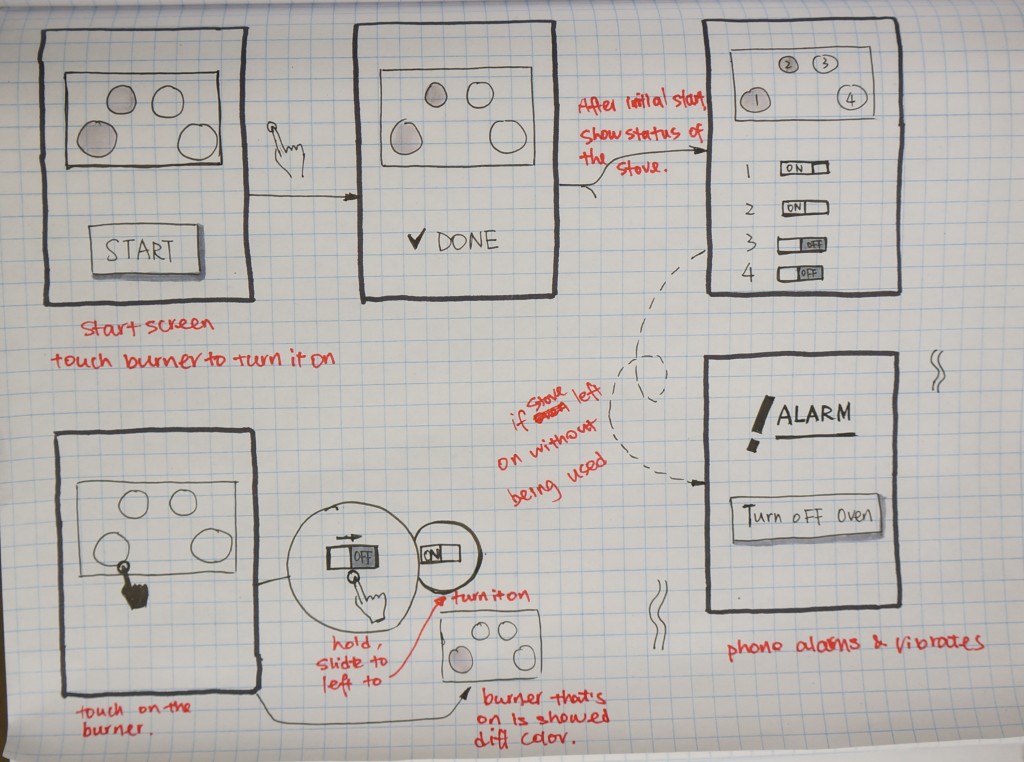 START
start screen
touch burner to turn it on
✓ DONE
After initial start,
show status of
the
stove.
2 3
1 4
1 ON
2 ON
3 OFF
4 OFF
if stove left
on without
being used
! ALARM
Turn off oven
phone alarms & vibrates
touch on the
burner.
OFF
ON
hold,
slide to
left to
turn it on
burner that's
on is showed
diff color.